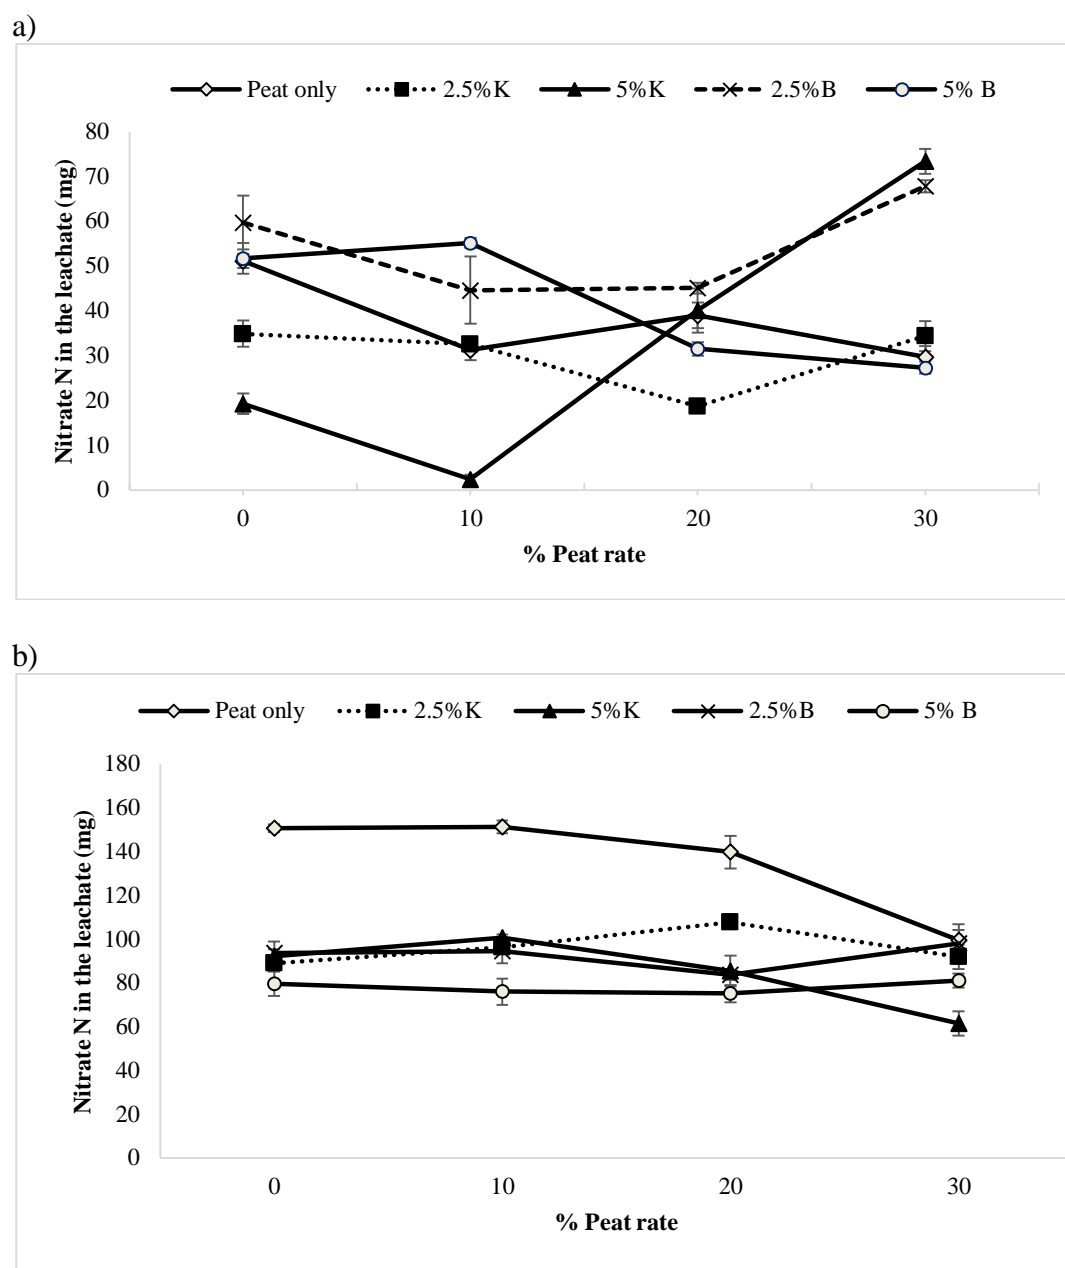 a)
Peat only 2.5%K 5%K 2.5%B 5% B
80
70
60
50
40
30
20
10
0
Nitrate N in the leachate (mg)
0 10 20 30
% Peat rate
b)
Peat only 2.5%K 5%K 2.5%B 5% B
180
160
140
120
100
80
60
40
20
0
Nitrate N in the leachate (mg)
0 10 20 30
% Peat rate